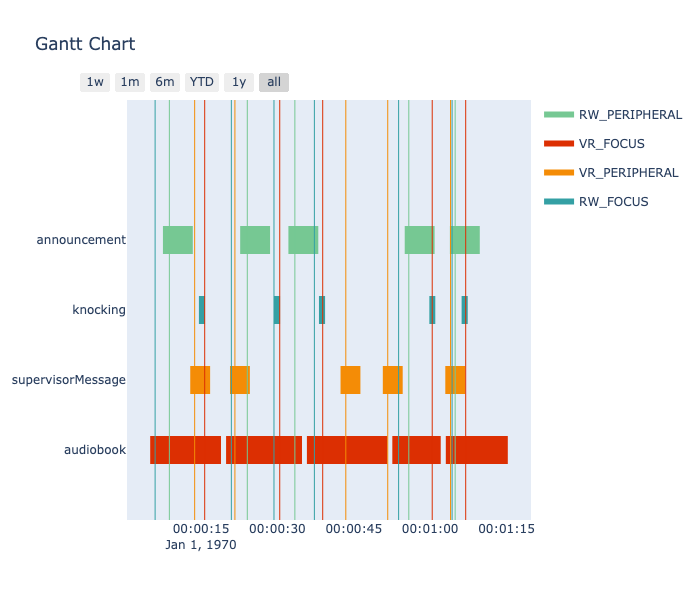 Gantt Chart
1w 1m 6m YTD 1y all
RW_PERIPHERAL
VR_FOCUS
VR_PERIPHERAL
RW_FOCUS
announcement
knocking
supervisorMessage
audiobook
00:00:15 00:00:30 00:00:45 00:01:00 00:01:15
Jan 1, 1970